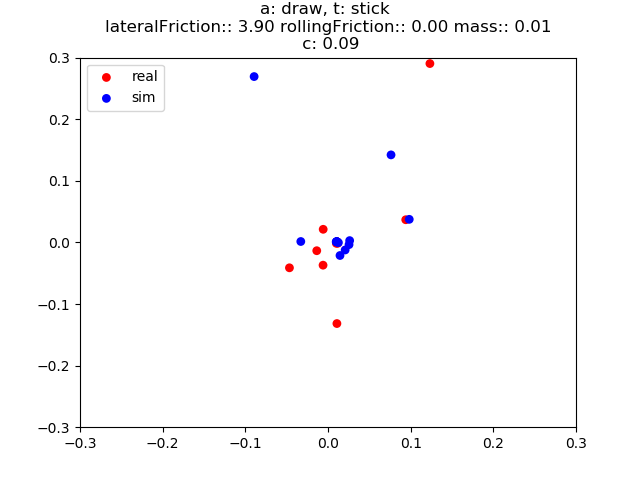 a: draw, t: stick
lateralFriction:: 3.90 rollingFriction:: 0.00 mass:: 0.01
c: 0.09
real
sim
0.3
0.2
0.1
0.0
−0.1
−0.2
−0.3
−0.3
−0.2
−0.1
0.0
0.1
0.2
0.3